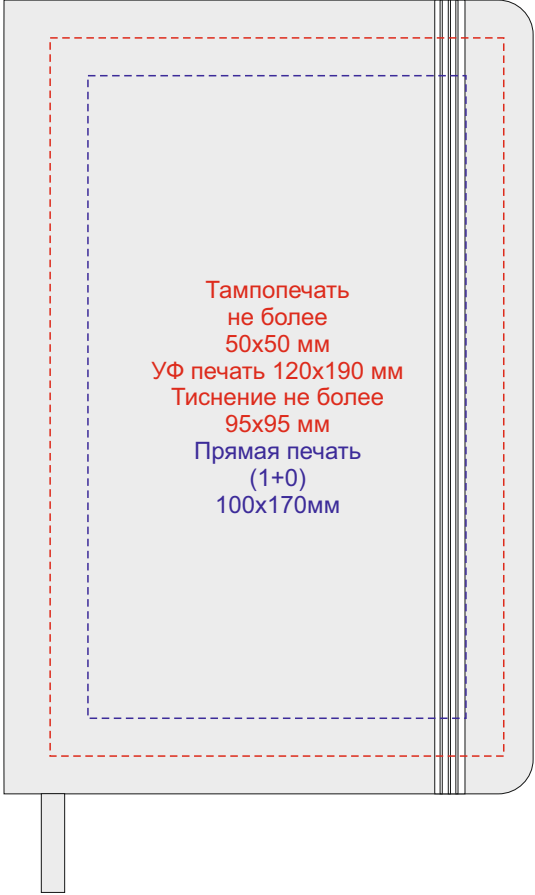 Тампопечать
не более
50х50 мм
УФ печать 120х190 мм
Тиснение не более
95х95 мм
Прямая печать
(1+0)
100х170мм